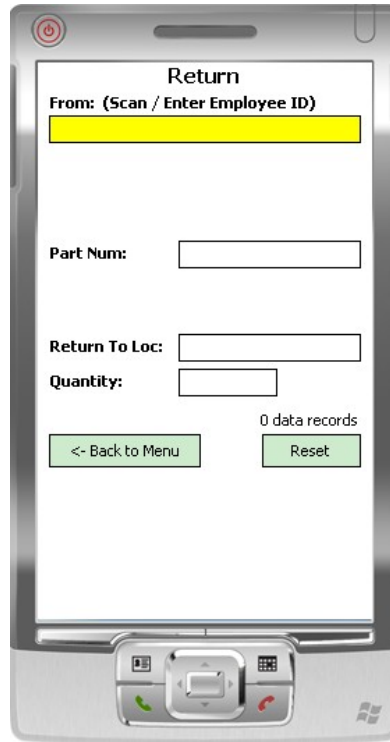 Return
From: (Scan / Enter Employee ID)
Part Num:
Return To Loc:
Quantity:
0 data records
<- Back to Menu Reset